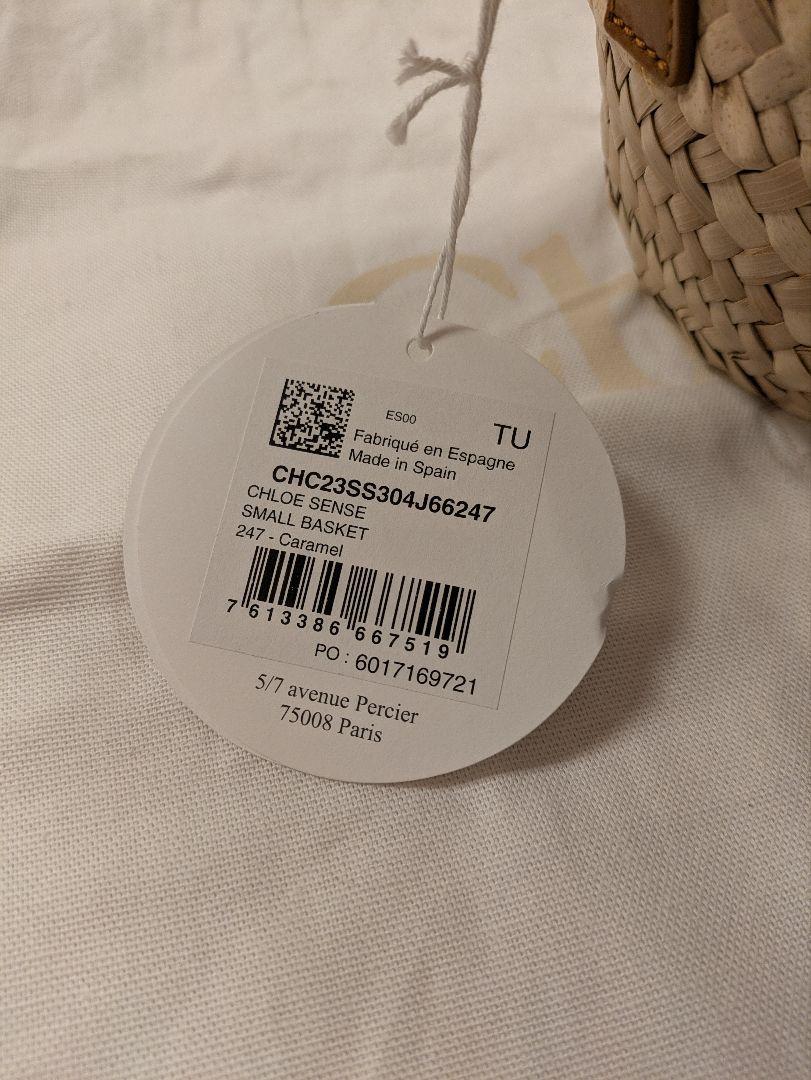 Ch
ES00
TU
Fabriqué en Espagne
Made in Spain
CHC23SS304J66247
CHLOE SENSE
SMALL BASKET
247 - Caramel
7 613386 667519
PO : 6017169721
5/7 avenue Percier
75008 Paris